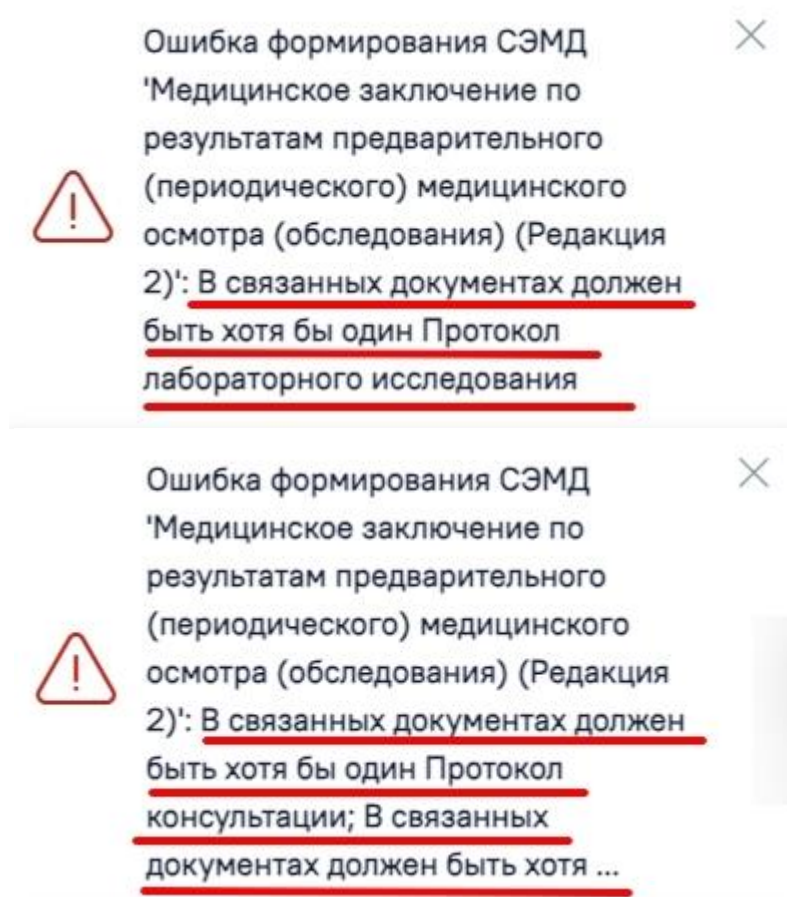 Ошибка формирования СЭМД
'Медицинское заключение по
результатам предварительного
(периодического) медицинского
осмотра (обследования) (Редакция
2)': В связанных документах должен
быть хотя бы один Протокол
лабораторного исследования
Ошибка формирования СЭМД
'Медицинское заключение по
результатам предварительного
(периодического) медицинского
осмотра (обследования) (Редакция
2)': В связанных документах должен
быть хотя бы один Протокол
консультации; В связанных
документах должен быть хотя ...